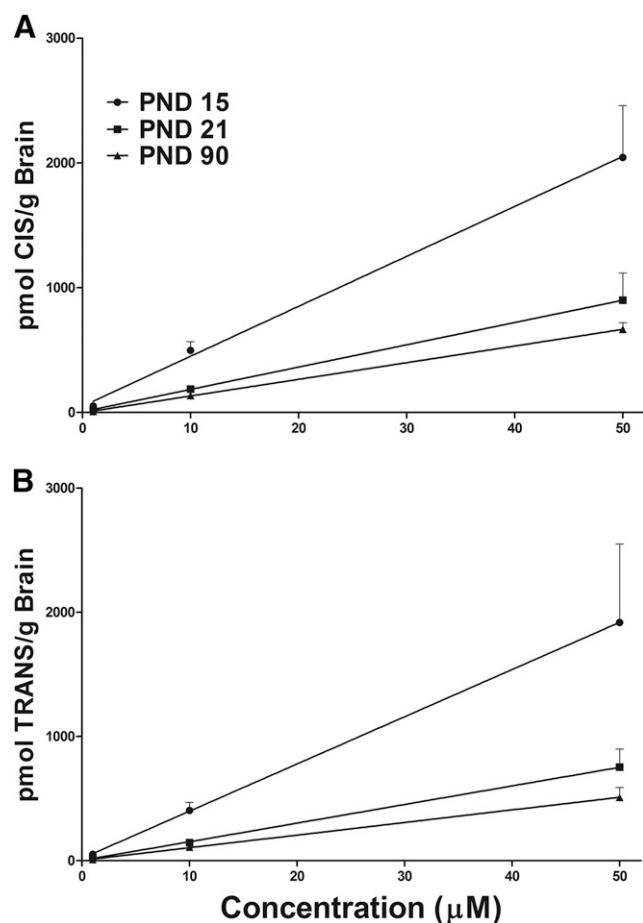 A
pmol CIS/g Brain
3000
2000
1000
0
PND 15
PND 21
PND 90
0 10 20 30 40 50
B
pmol TRANS/g Brain
3000
2000
1000
0
0 10 20 30 40 50
Concentration (μM)